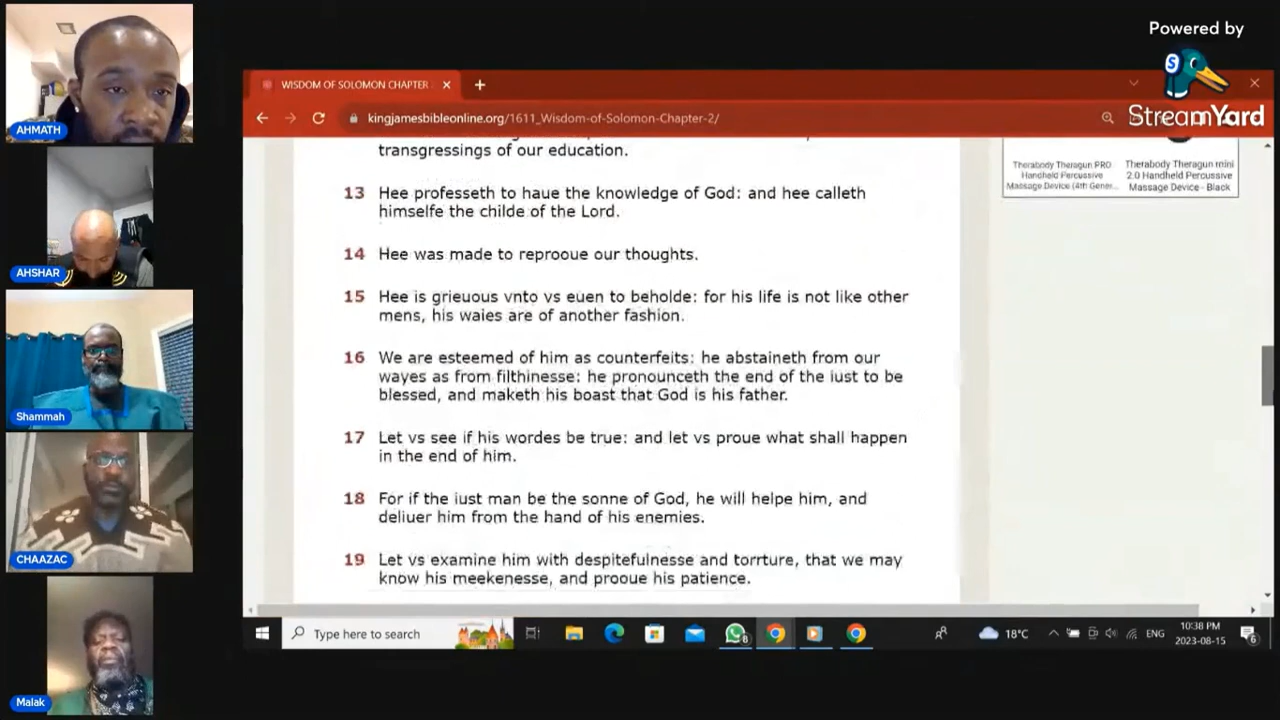 Powered by
StreamYard
AHMATH
AHSHAR
Shammah
CHAAZAC
Malak
WISDOM OF SOLOMON CHAPTER
kingjamesbibleonline.org/1611_Wisdom-of-Solomon-Chapter-2/
transgressings of our education.
13 Hee professeth to haue the knowledge of God: and hee calleth
himselfe the childe of the Lord.
14 Hee was made to reprooue our thoughts.
15 Hee is grieuous vnto vs euen to beholde: for his life is not like other
mens, his waies are of another fashion.
16 We are esteemed of him as counterfeits: he abstaineth from our
wayes as from filthinesse: he pronounceth the end of the iust to be
blessed, and maketh his boast that God is his father.
17 Let vs see if his wordes be true: and let vs proue what shall happen
in the end of him.
18 For if the iust man be the sonne of God, he will helpe him, and
deliuer him from the hand of his enemies.
19 Let vs examine him with despitefulnesse and torrture, that we may
know his meekenesse, and prooue his patience.
Therabody Theragun PRO
Handheld Percussive
Massage Device (4th Gener...
Therabody Theragun mini
2.0 Handheld Percussive
Massage Device - Black
Type here to search
8
18°C
ENG
10:38 PM
2023-08-15
6